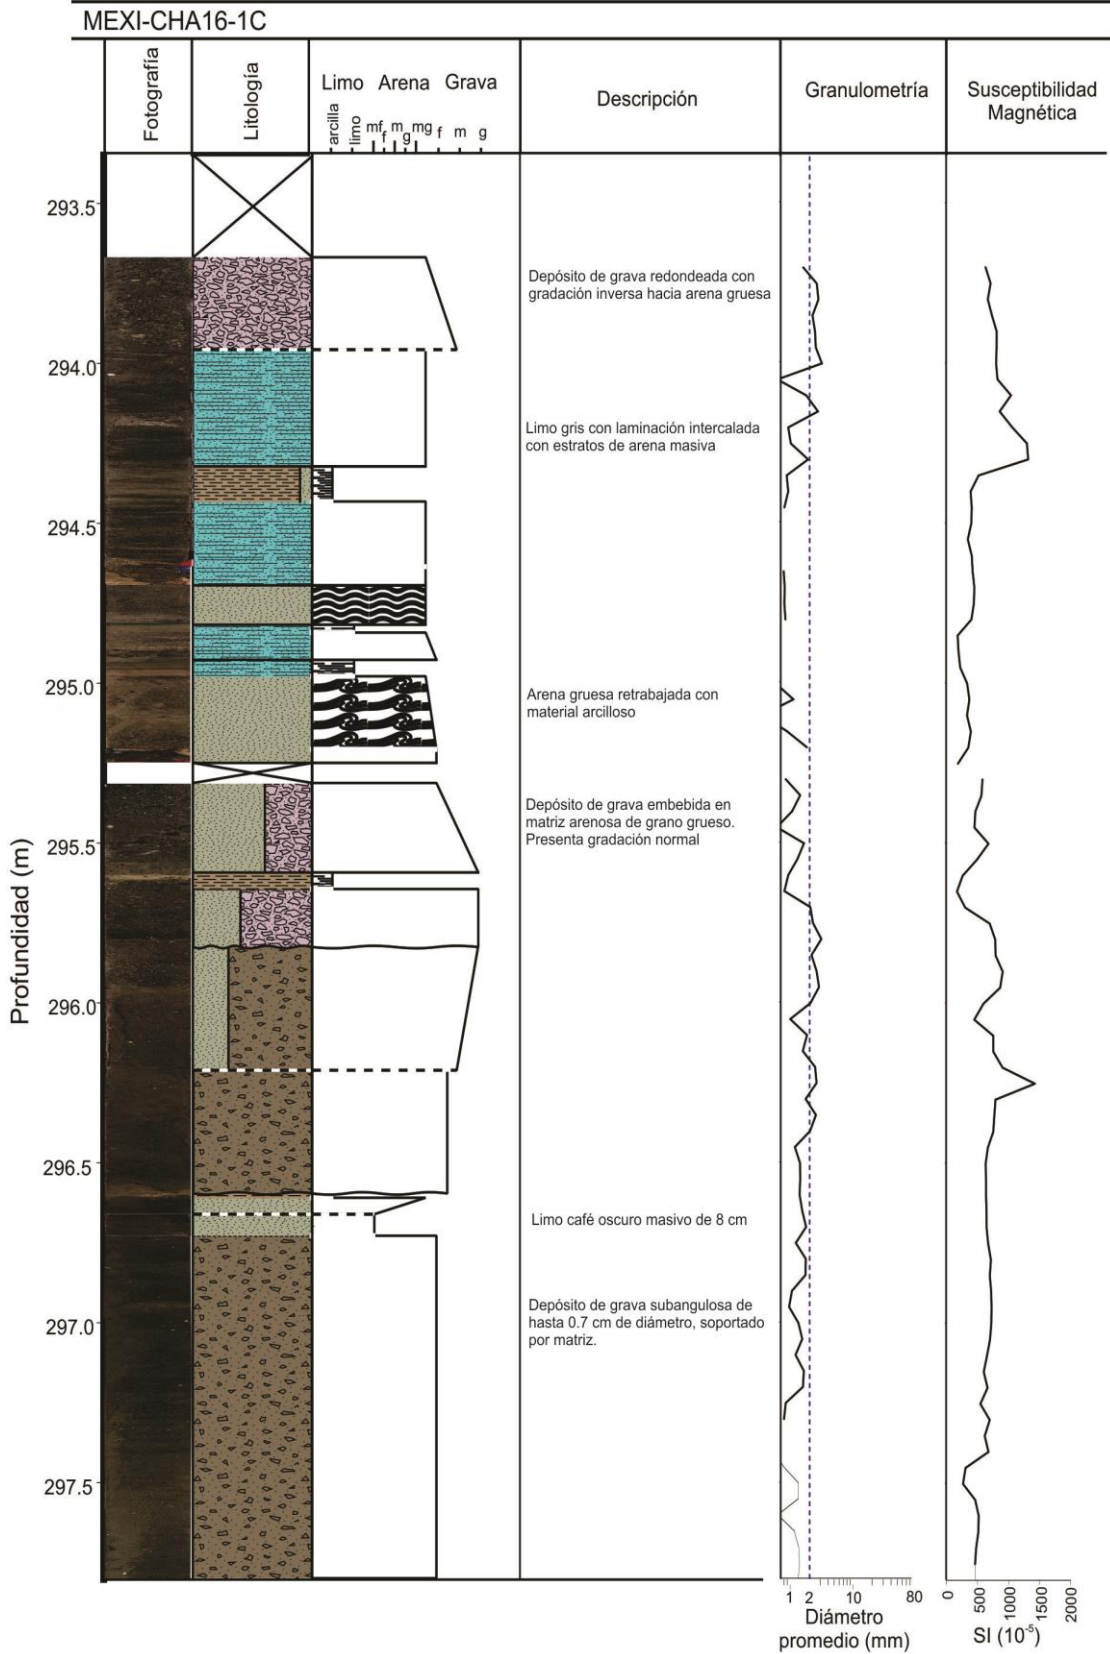 MEXI-CHA16-1C
Fotografía
Litología
Limo Arena Grava
arcilla
limo
mf
f
m
g
mg
f
m
g
Descripción
Granulometría
Susceptibilidad
Magnética
293.5
Depósito de grava redondeada con
gradación inversa hacia arena gruesa
294.0
Limo gris con laminación intercalada
con estratos de arena masiva
294.5
295.0
Arena gruesa retrabajada con
material arcilloso
Depósito de grava embebida en
matriz arenosa de grano grueso.
Presenta gradación normal
295.5
Profundidad (m)
296.0
296.5
Limo café oscuro masivo de 8 cm
297.0
Depósito de grava subangulosa de
hasta 0.7 cm de diámetro, soportado
por matriz.
297.5
1 2 10 80
Diámetro
promedio (mm)
0 500 1000 1500 2000
SI (10⁻⁵)